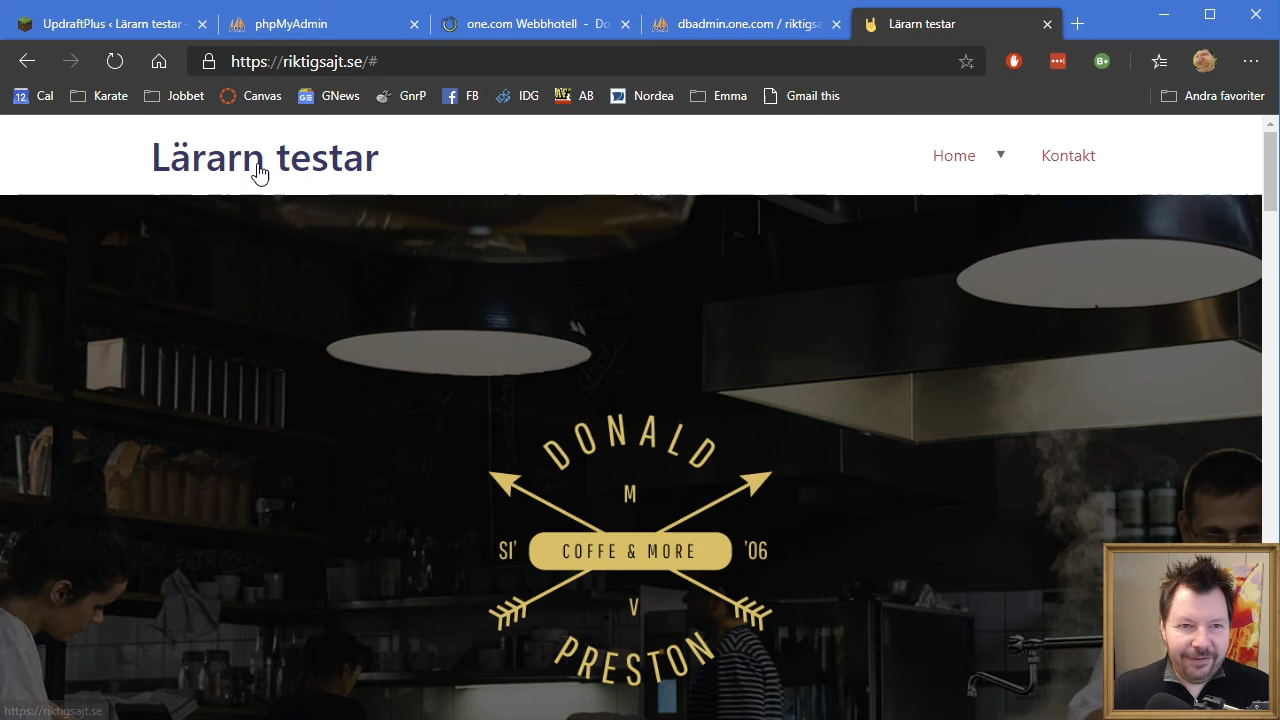 UpdraftPlus ‹ Lärarn testar
phpMyAdmin
one.com Webbhotell - Do
dbadmin.one.com / riktigsa
Lärarn testar
https://riktigsajt.se/#
12 Cal
Karate
Jobbet
Canvas
GNews
GnrP
FB
IDG
AB
Nordea
Emma
Gmail this
Andra favoriter
Lärarn testar
Home
Kontakt
DONALD
M
SI'
COFFE & MORE
'06
V
PRESTON
https://riktigsajt.se